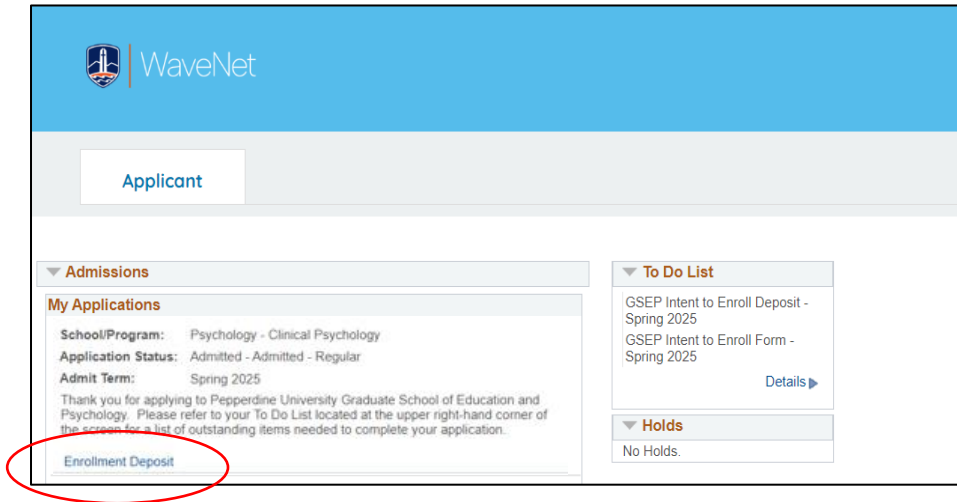 WaveNet
Applicant
Admissions
My Applications
School/Program: Psychology - Clinical Psychology
Application Status: Admitted - Admitted - Regular
Admit Term: Spring 2025
Thank you for applying to Pepperdine University Graduate School of Education and
Psychology. Please refer to your To Do List located at the upper right-hand corner of
the screen for a list of outstanding items needed to complete your application.
Enrollment Deposit
To Do List
GSEP Intent to Enroll Deposit -
Spring 2025
GSEP Intent to Enroll Form -
Spring 2025
Details
Holds
No Holds.